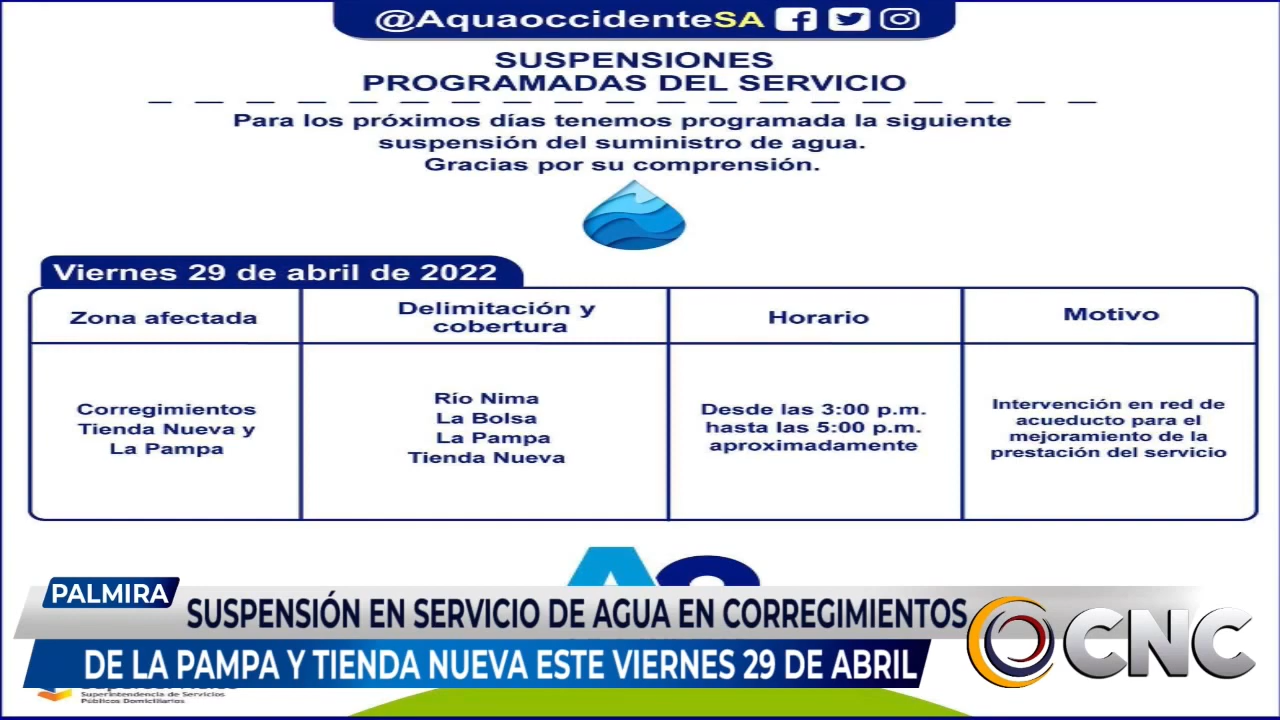 @AquaoccidenteSA
SUSPENSIONES
PROGRAMADAS DEL SERVICIO
Para los próximos días tenemos programada la siguiente
suspensión del suministro de agua.
Gracias por su comprensión.
Viernes 29 de abril de 2022
Zona afectada
Delimitación y
cobertura
Horario
Motivo
Corregimientos
Tienda Nueva y
La Pampa
Río Nima
La Bolsa
La Pampa
Tienda Nueva
Desde las 3:00 p.m.
hasta las 5:00 p.m.
aproximadamente
Intervención en red de
acueducto para el
mejoramiento de la
prestación del servicio
PALMIRA
SUSPENSIÓN EN SERVICIO DE AGUA EN CORREGIMIENTOS
DE LA PAMPA Y TIENDA NUEVA ESTE VIERNES 29 DE ABRIL
CNC
Superintendencia de Servicios
Públicos Domiciliarios